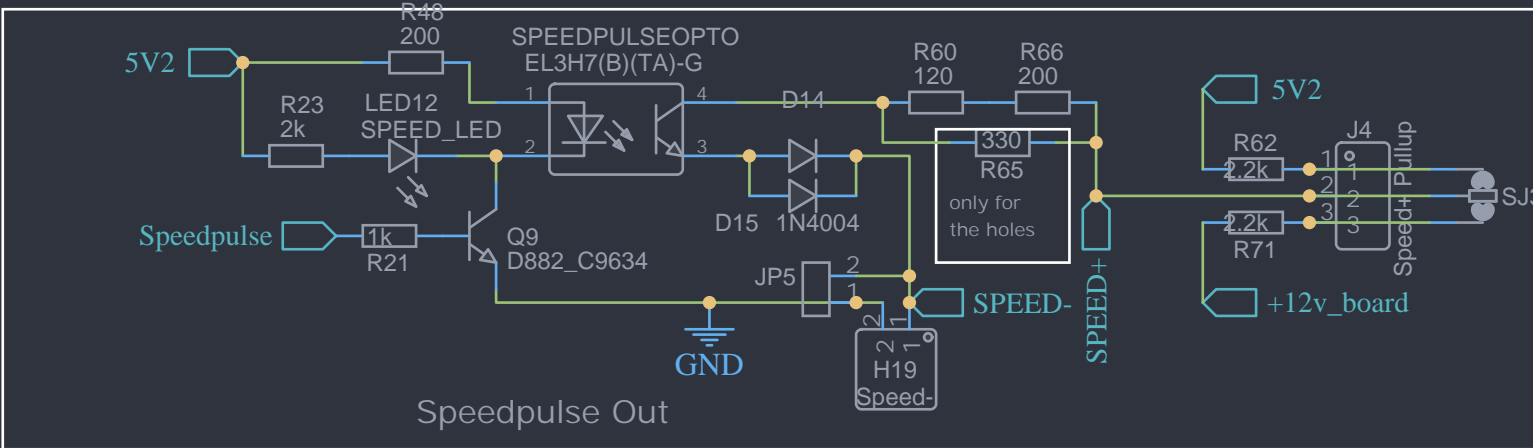 R48
200
SPEEDPULSEOPTO
EL3H7(B)(TA)-G
5V2
R60
120
R66
200
5V2
R23
2k
LED12
SPEED_LED
1
4
D14
2
3
330
R65
only for
the holes
R62
2.2k
J4
1
1
2
2
3
3
Speed+ Pullup
SJ3
D15
1N4004
Speedpulse
1k
R21
Q9
D882_C9634
2.2k
R71
JP5
2
1
SPEED-
SPEED+
+12v_board
GND
2
1
2
1
H19
Speed-
Speedpulse Out